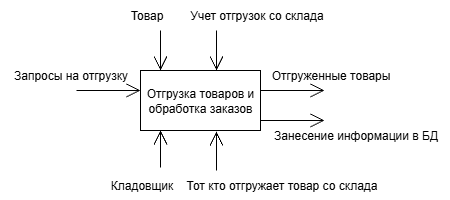 Товар
Учет отгрузок со склада
Запросы на отгрузку
Отгрузка товаров и
обработка заказов
Отгруженные товары
Занесение информации в БД
Кладовщик
Тот кто отгружает товар со склада